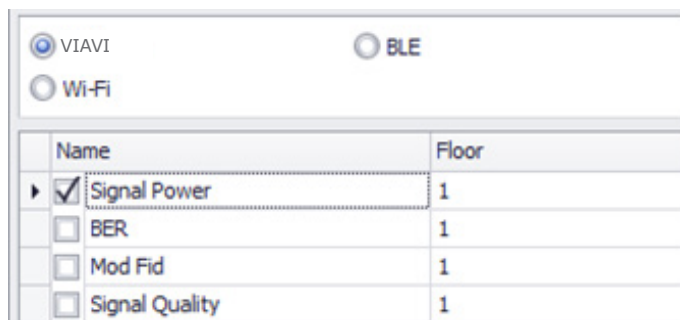 VIAVI BLE
Wi-Fi
Name Floor
Signal Power 1
BER 1
Mod Fid 1
Signal Quality 1